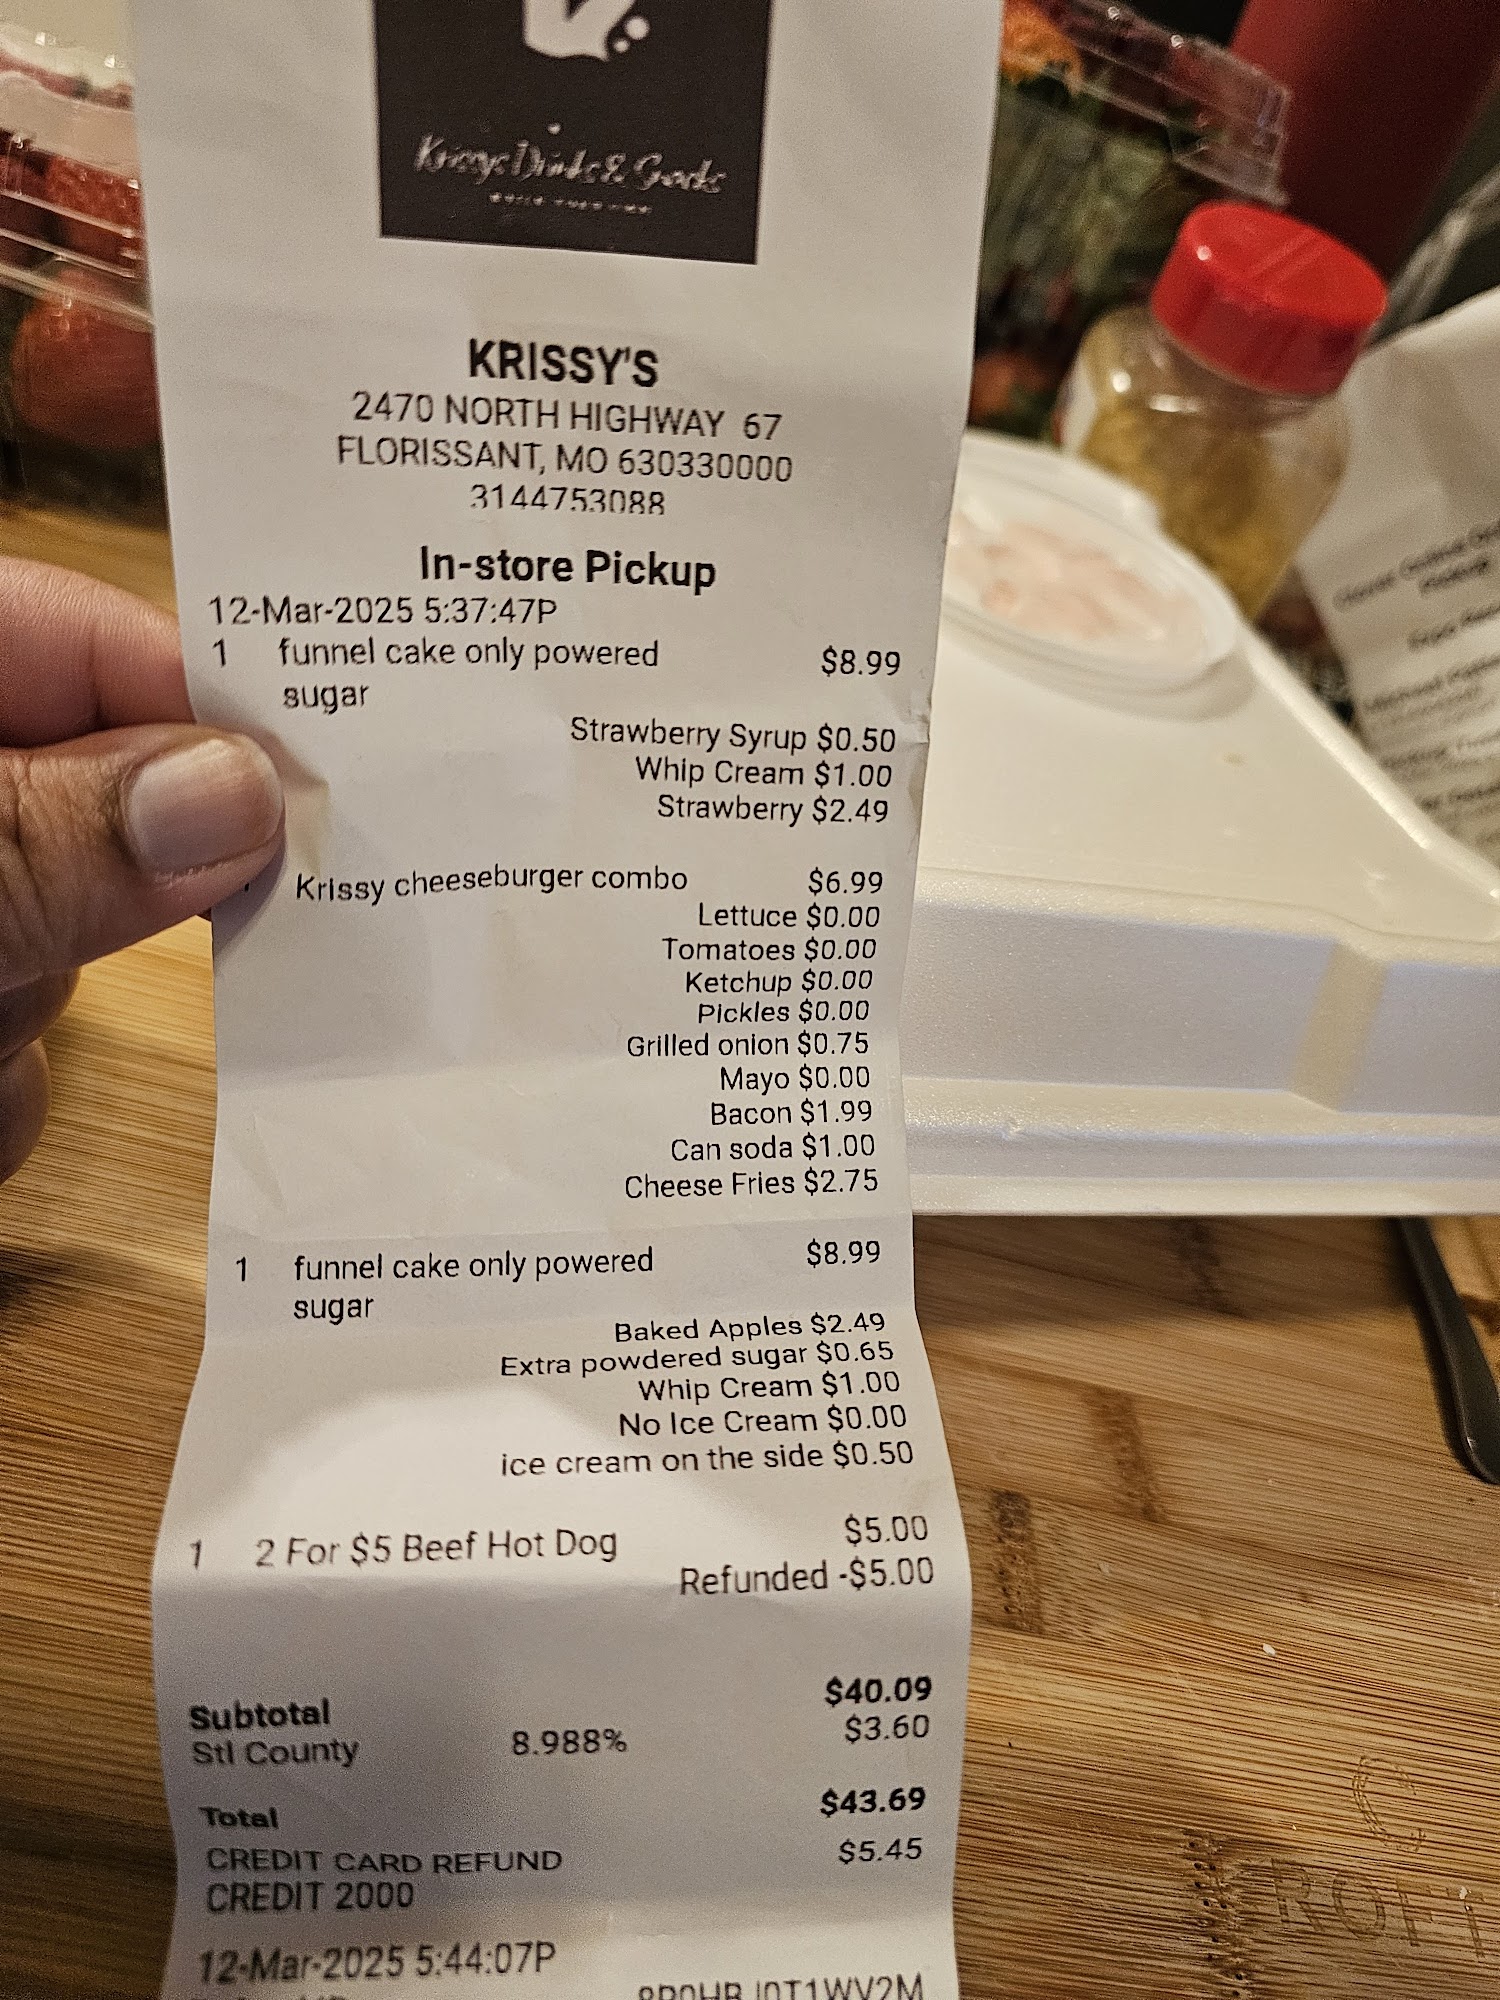 Krissys Drinks & Goods
KRISSY'S
2470 NORTH HIGHWAY 67
FLORISSANT, MO 630330000
3144753088
In-store Pickup
12-Mar-2025 5:37:47P
1 funnel cake only powered $8.99
sugar
Strawberry Syrup $0.50
Whip Cream $1.00
Strawberry $2.49
Krissy cheeseburger combo $6.99
Lettuce $0.00
Tomatoes $0.00
Ketchup $0.00
Pickles $0.00
Grilled onion $0.75
Mayo $0.00
Bacon $1.99
Can soda $1.00
Cheese Fries $2.75
1 funnel cake only powered $8.99
sugar
Baked Apples $2.49
Extra powdered sugar $0.65
Whip Cream $1.00
No Ice Cream $0.00
ice cream on the side $0.50
1 2 For $5 Beef Hot Dog $5.00
Refunded -$5.00
Subtotal $40.09
Stl County 8.988% $3.60
Total $43.69
CREDIT CARD REFUND $5.45
CREDIT 2000
12-Mar-2025 5:44:07P